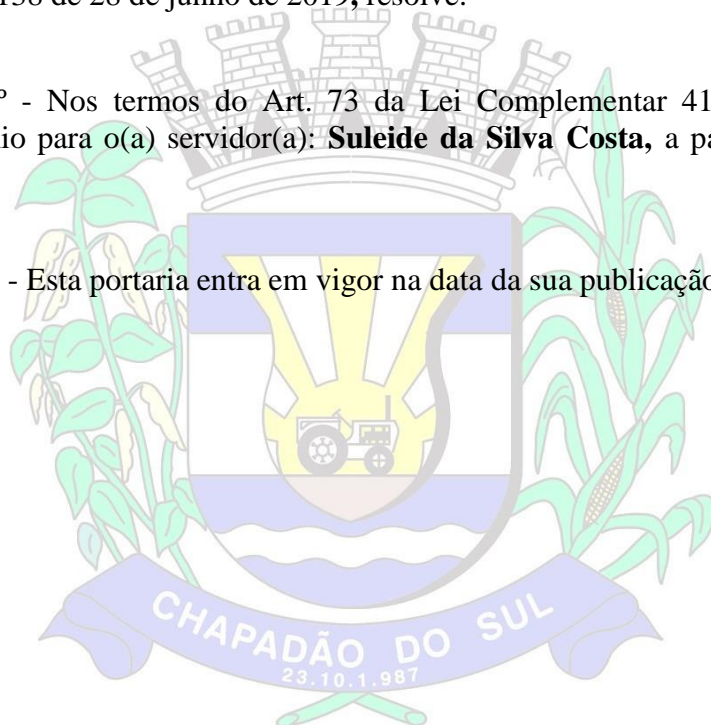 138 de 28 de junho de 2019, resolve:
º - Nos termos do Art. 73 da Lei Complementar 41
io para o(a) servidor(a): Suleide da Silva Costa, a pa
- Esta portaria entra em vigor na data da sua publicação
CHAPADÃO DO SUL
23.10.1.987